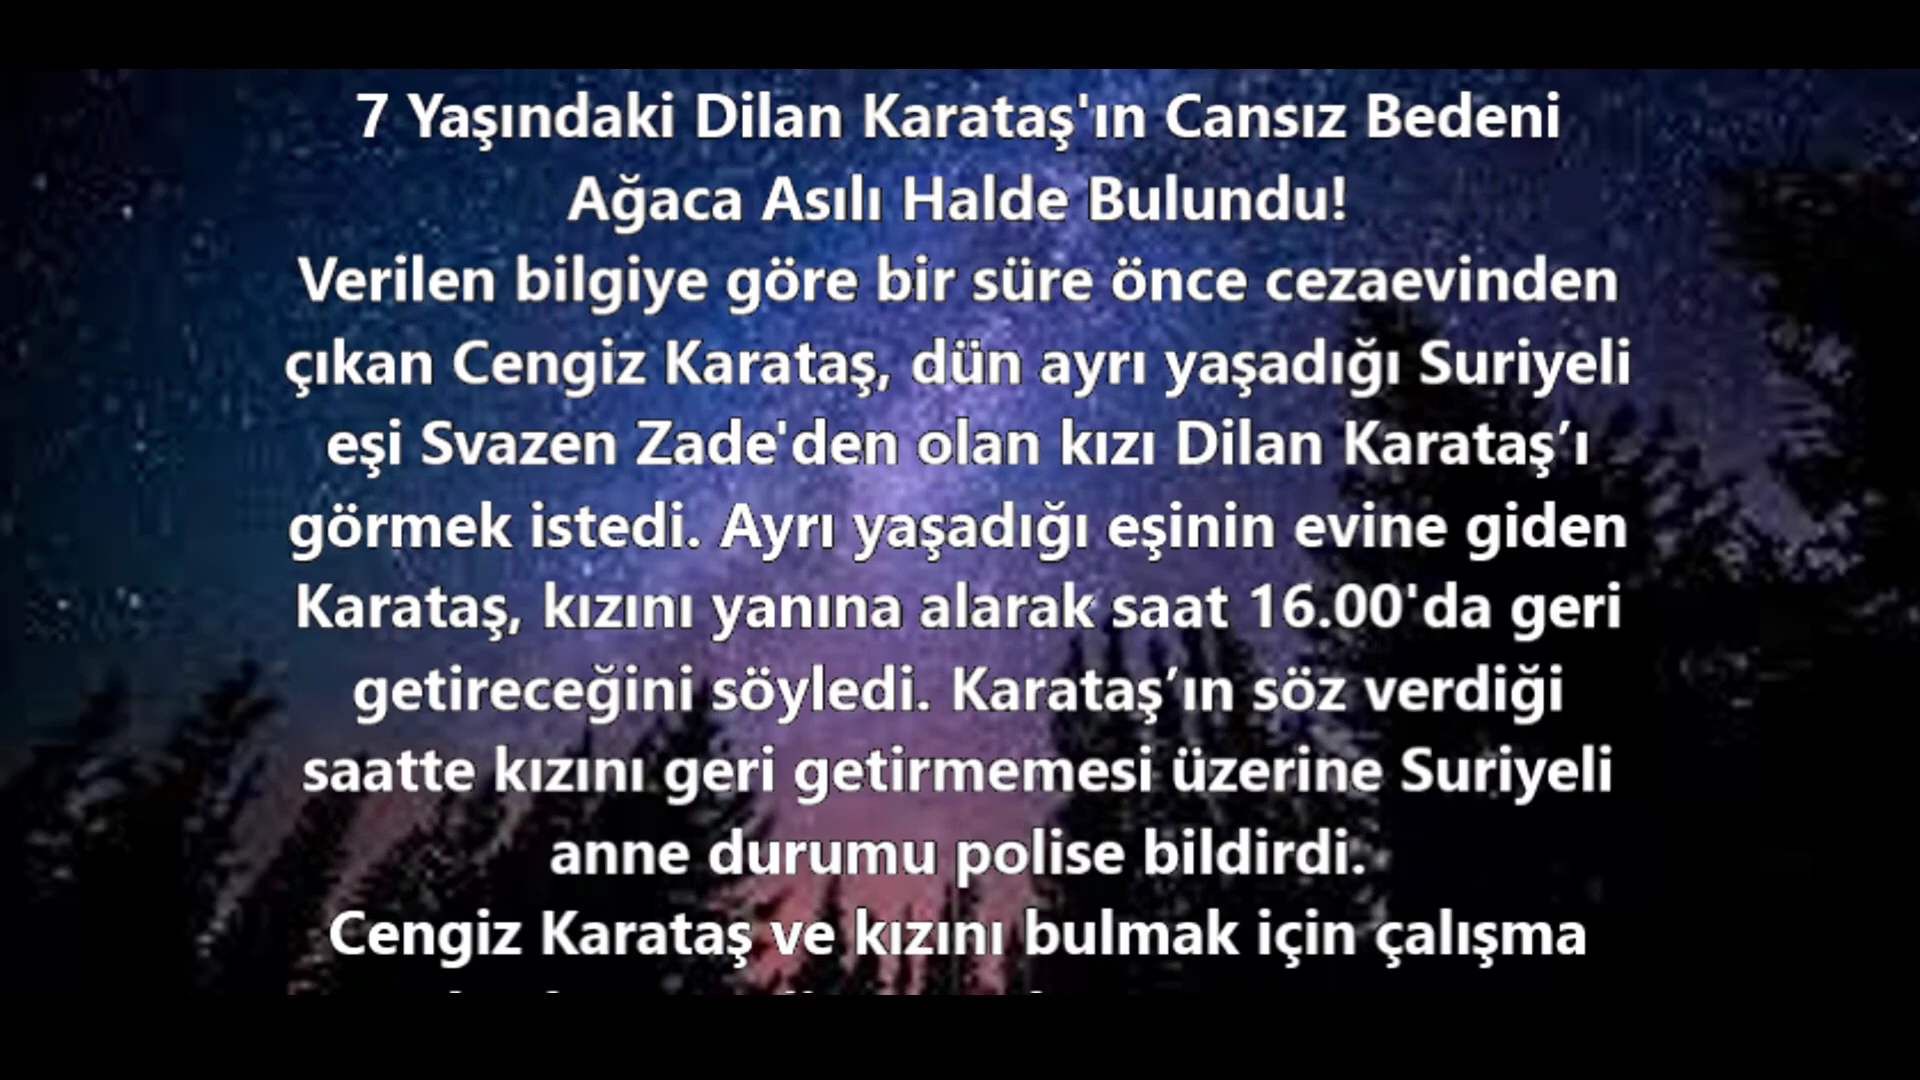 7 Yaşındaki Dilan Karataş'ın Cansız Bedeni
Ağaca Asılı Halde Bulundu!
Verilen bilgiye göre bir süre önce cezaevinden
çıkan Cengiz Karataş, dün ayrı yaşadığı Suriyeli
eşi Svazen Zade'den olan kızı Dilan Karataş’ı
görmek istedi. Ayrı yaşadığı eşinin evine giden
Karataş, kızını yanına alarak saat 16.00'da geri
getireceğini söyledi. Karataş’ın söz verdiği
saatte kızını geri getirmemesi üzerine Suriyeli
anne durumu polise bildirdi.
Cengiz Karataş ve kızını bulmak için çalışma